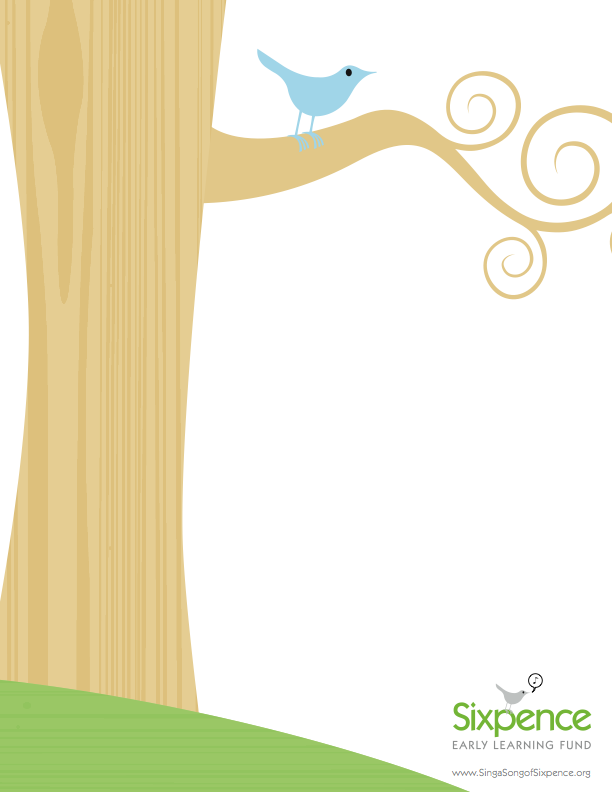 Sixpence
EARLY LEARNING FUND
www.SingaSongofSixpence.org